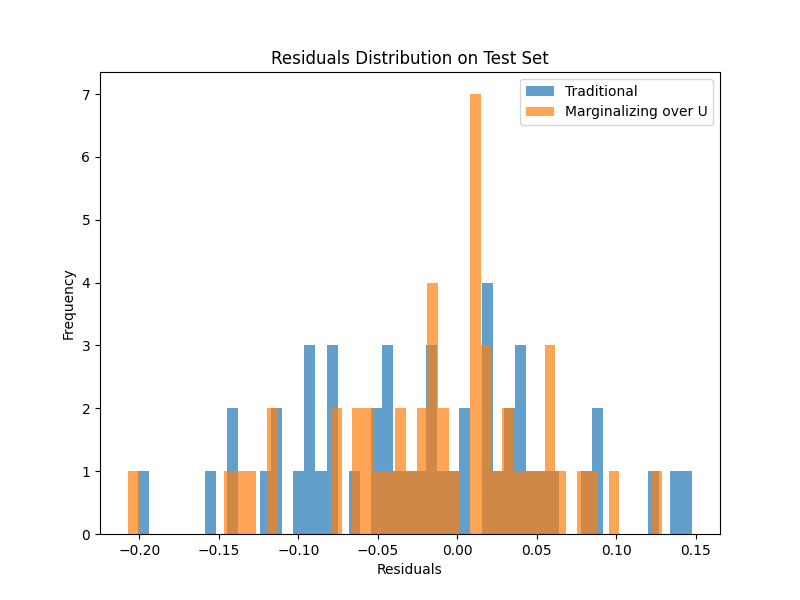 Residuals Distribution on Test Set
Traditional
Marginalizing over U
Frequency
7
6
5
4
3
2
1
0
−0.20 −0.15 −0.10 −0.05 0.00 0.05 0.10 0.15
Residuals